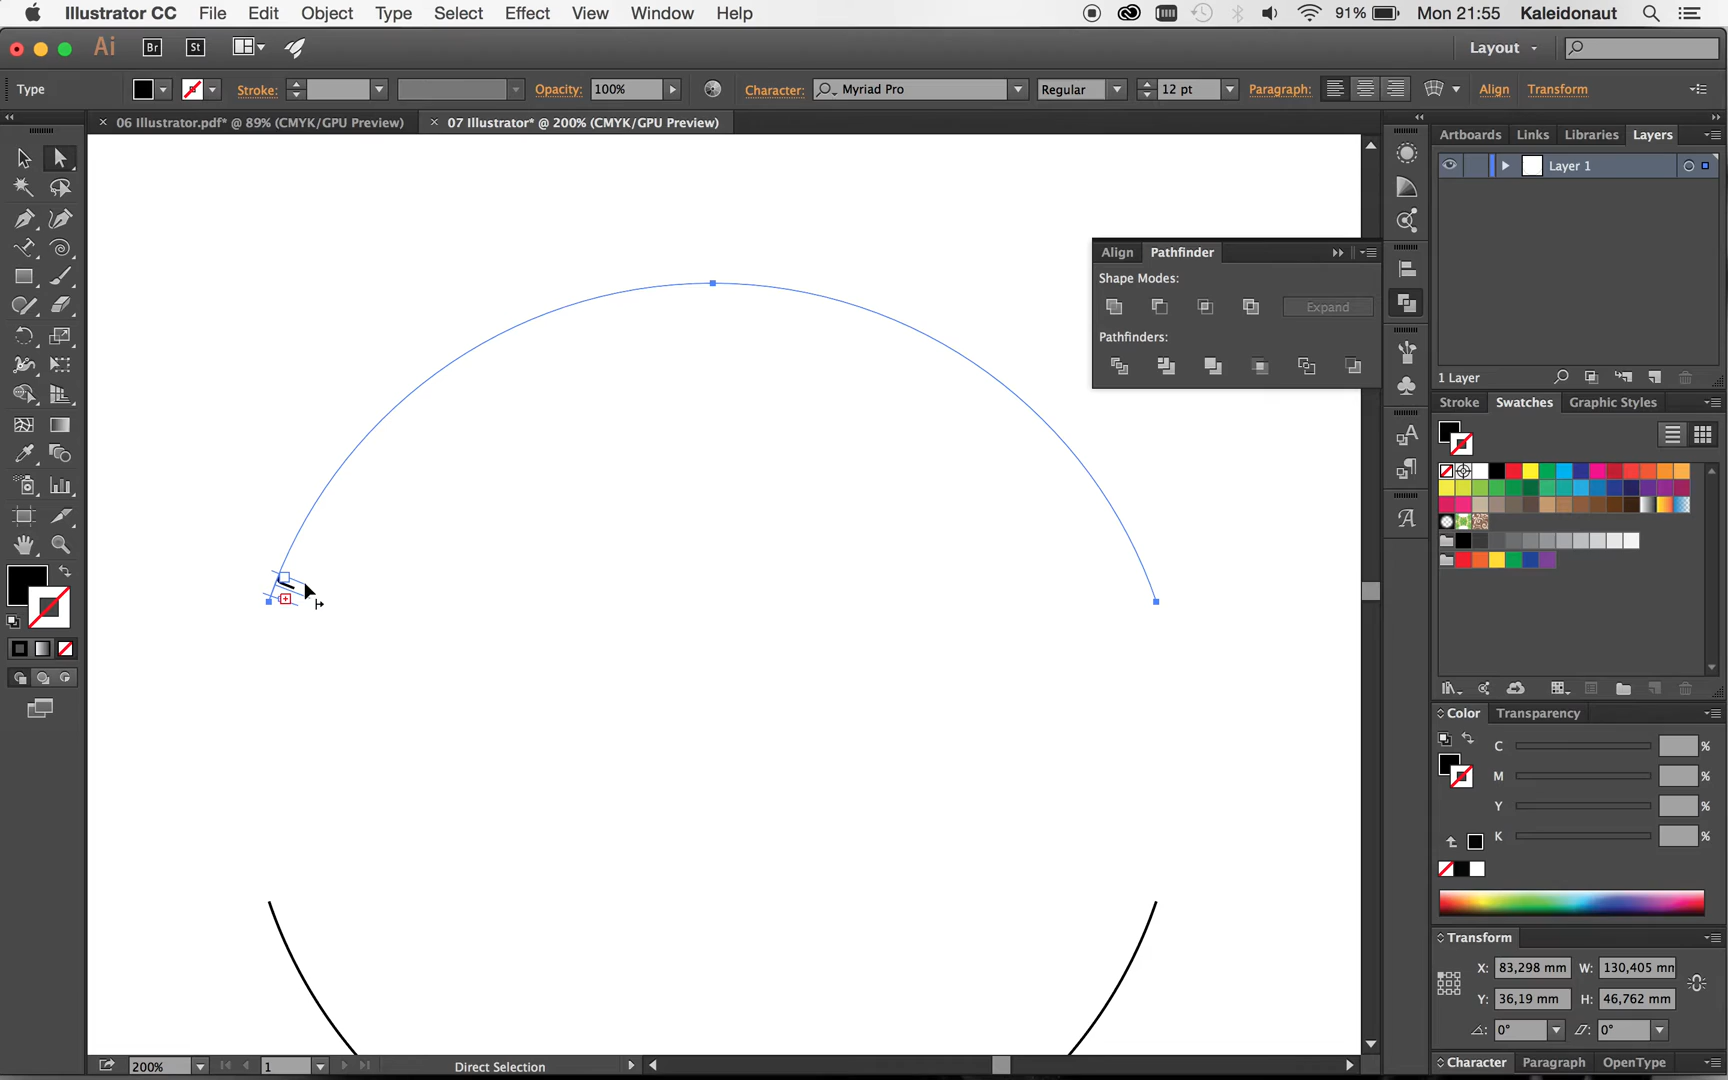 Illustrator CC File Edit Object Type Select Effect View Window Help 91% Mon 21:55 Kaleidonaut
Ai Br St Layout
Type Stroke: Opacity: 100% Character: Myriad Pro Regular 12 pt Paragraph: Align Transform
× 06 Illustrator.pdf* @ 89% (CMYK/GPU Preview) × 07 Illustrator* @ 200% (CMYK/GPU Preview)
Artboards Links Libraries Layers
Layer 1
Align Pathfinder
Shape Modes:
Expand
Pathfinders:
1 Layer
Stroke Swatches Graphic Styles
Color Transparency
C %
M %
Y %
K %
Transform
X: 83,298 mm W: 130,405 mm
Y: 36,19 mm H: 46,762 mm
0° 0°
200% 1 Direct Selection
Character Paragraph OpenType